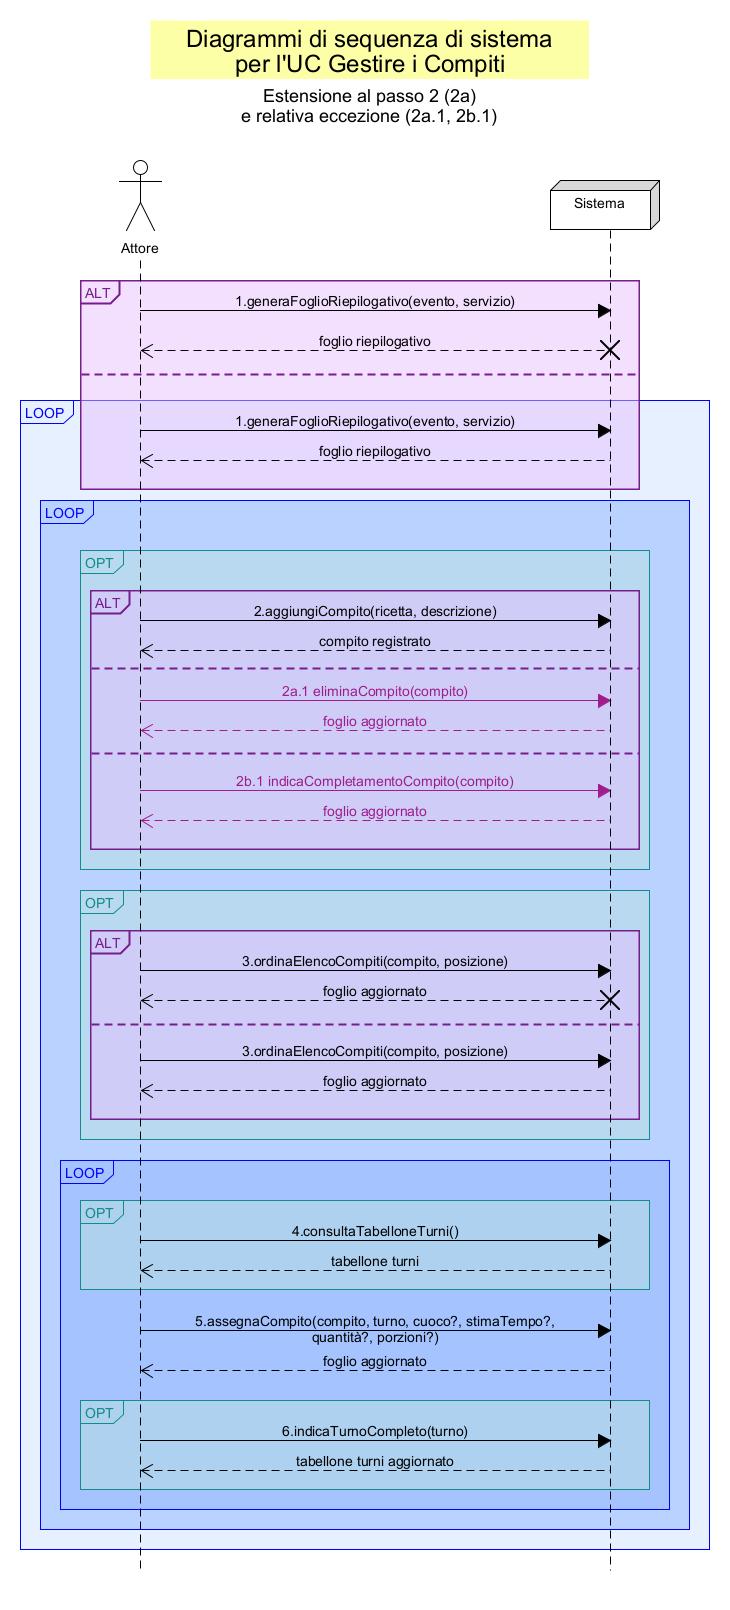 Diagrammi di sequenza di sistema
per l'UC Gestire i Compiti
Estensione al passo 2 (2a)
e relativa eccezione (2a.1, 2b.1)
Sistema
Attore
ALT
1.generaFoglioRiepilogativo(evento, servizio)
foglio riepilogativo
LOOP
1.generaFoglioRiepilogativo(evento, servizio)
foglio riepilogativo
LOOP
OPT
ALT
2.aggiungiCompito(ricetta, descrizione)
compito registrato
2a.1 eliminaCompito(compito)
foglio aggiornato
2b.1 indicaCompletamentoCompito(compito)
foglio aggiornato
OPT
ALT
3.ordinaElencoCompiti(compito, posizione)
foglio aggiornato
3.ordinaElencoCompiti(compito, posizione)
foglio aggiornato
LOOP
OPT
4.consultaTabelloneTurni()
tabellone turni
5.assegnaCompito(compito, turno, cuoco?, stimaTempo?,
quantità?, porzioni?)
foglio aggiornato
OPT
6.indicaTurnoCompleto(turno)
tabellone turni aggiornato